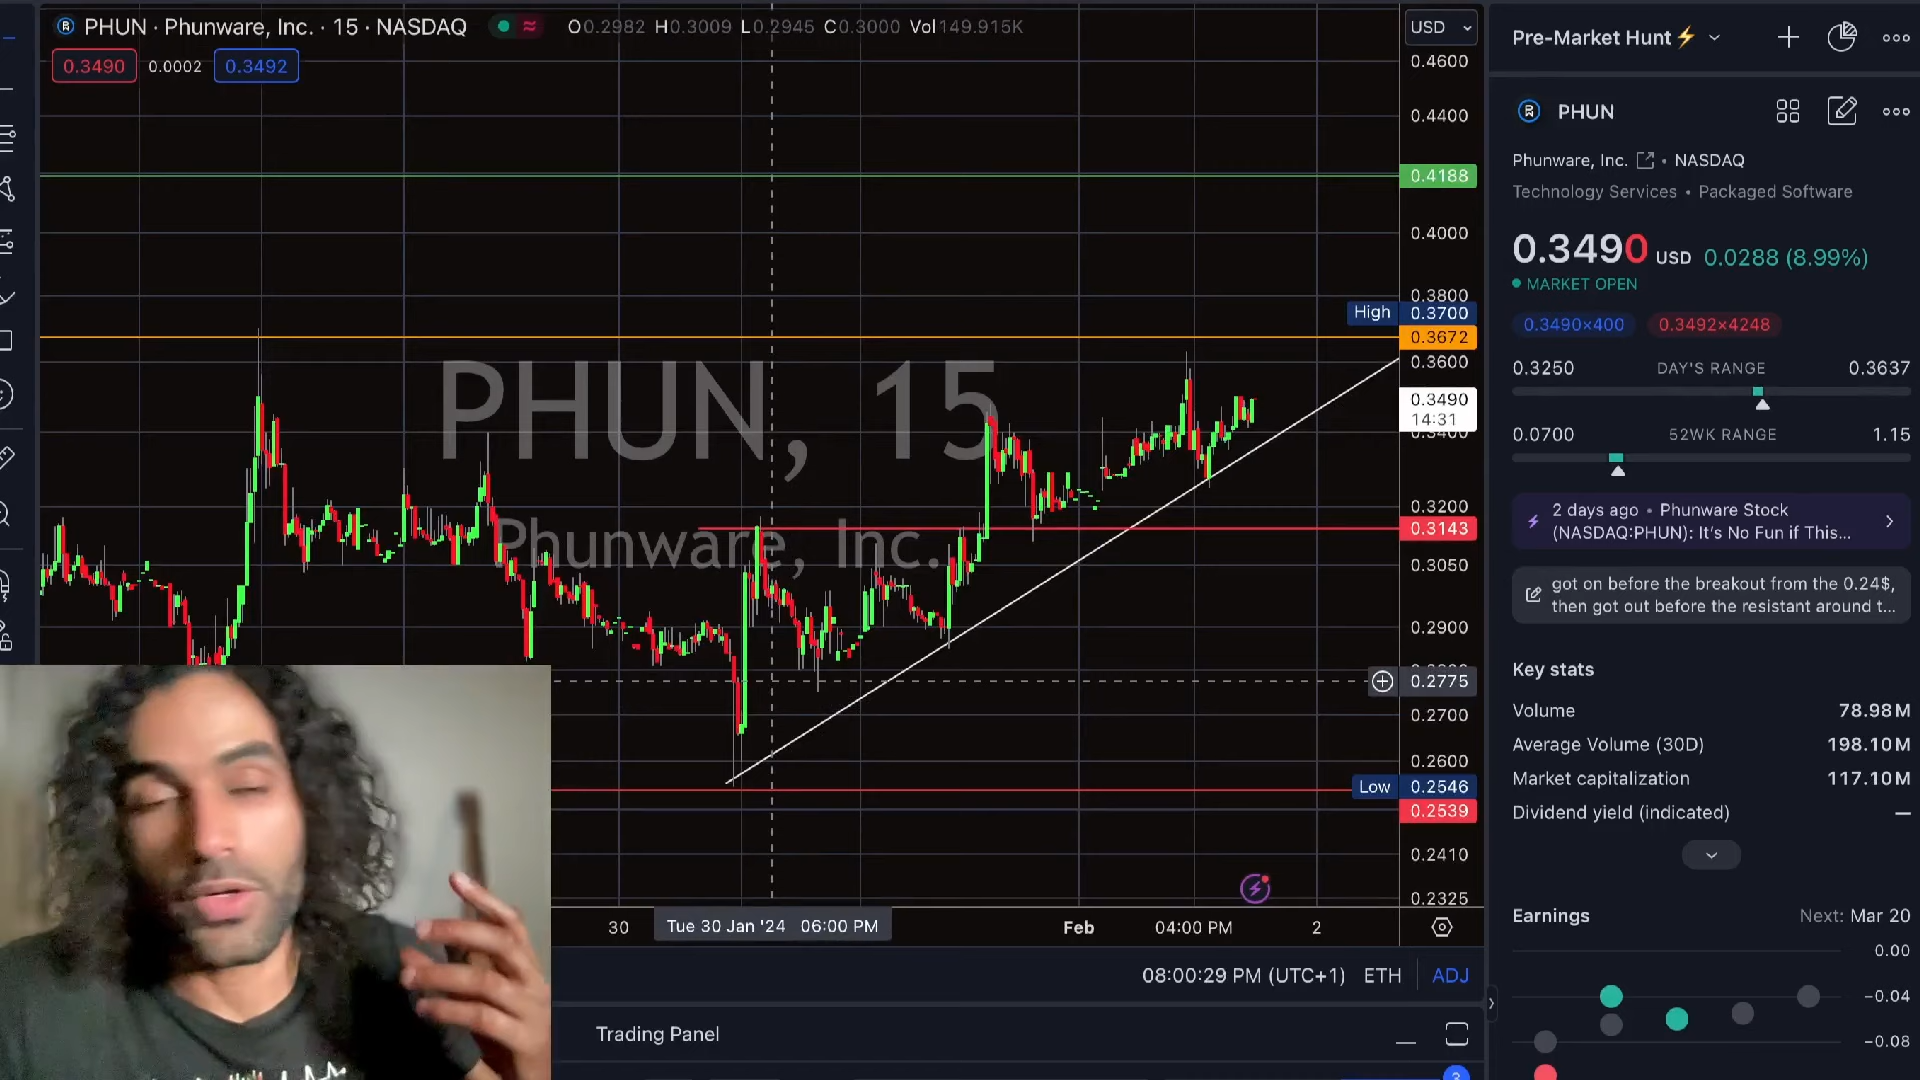 PHUN · Phunware, Inc. · 15 · NASDAQ
O0.2982 H0.3009 L0.2945 C0.3000 Vol149.915K
0.3490 0.0002 0.3492
USD
0.4600
0.4400
0.4188
0.4000
0.3800
High 0.3700
0.3672
0.3600
0.3490
14:31
0.3400
0.3200
0.3143
0.3050
0.2900
0.2775
0.2700
0.2600
Low 0.2546
0.2539
0.2410
0.2325
PHUN, 15
Phunware, Inc.
30 Tue 30 Jan '24 06:00 PM Feb 04:00 PM 2
08:00:29 PM (UTC+1) ETH ADJ
Trading Panel
Pre-Market Hunt
PHUN
Phunware, Inc. • NASDAQ
Technology Services • Packaged Software
0.3490 USD 0.0288 (8.99%)
MARKET OPEN
0.3490×400 0.3492×4248
0.3250 DAY'S RANGE 0.3637
0.0700 52WK RANGE 1.15
2 days ago • Phunware Stock
(NASDAQ:PHUN): It's No Fun if This...
got on before the breakout from the 0.24$,
then got out before the resistant around t...
Key stats
Volume 78.98M
Average Volume (30D) 198.10M
Market capitalization 117.10M
Dividend yield (indicated) —
Earnings Next: Mar 20
0.00
−0.04
−0.08